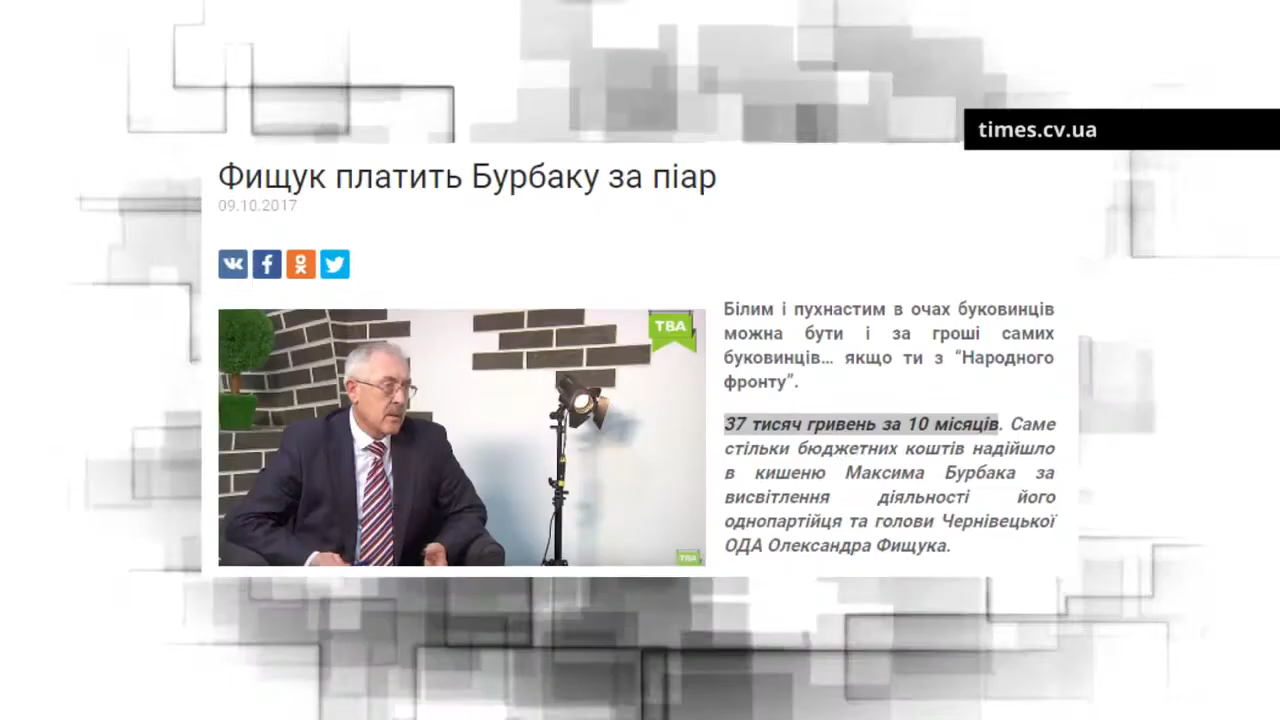 times.cv.ua
Фищук платить Бурбаку за піар
09.10.2017
ТВА
Білим і пухнастим в очах буковинців
можна бути і за гроші самих
буковинців... якщо ти з “Народного
фронту”.
37 тисяч гривень за 10 місяців. Саме
стільки бюджетних коштів надійшло
в кишеню Максима Бурбака за
висвітлення діяльності його
однопартійця та голови Чернівецької
ОДА Олександра Фищука.
ТВА